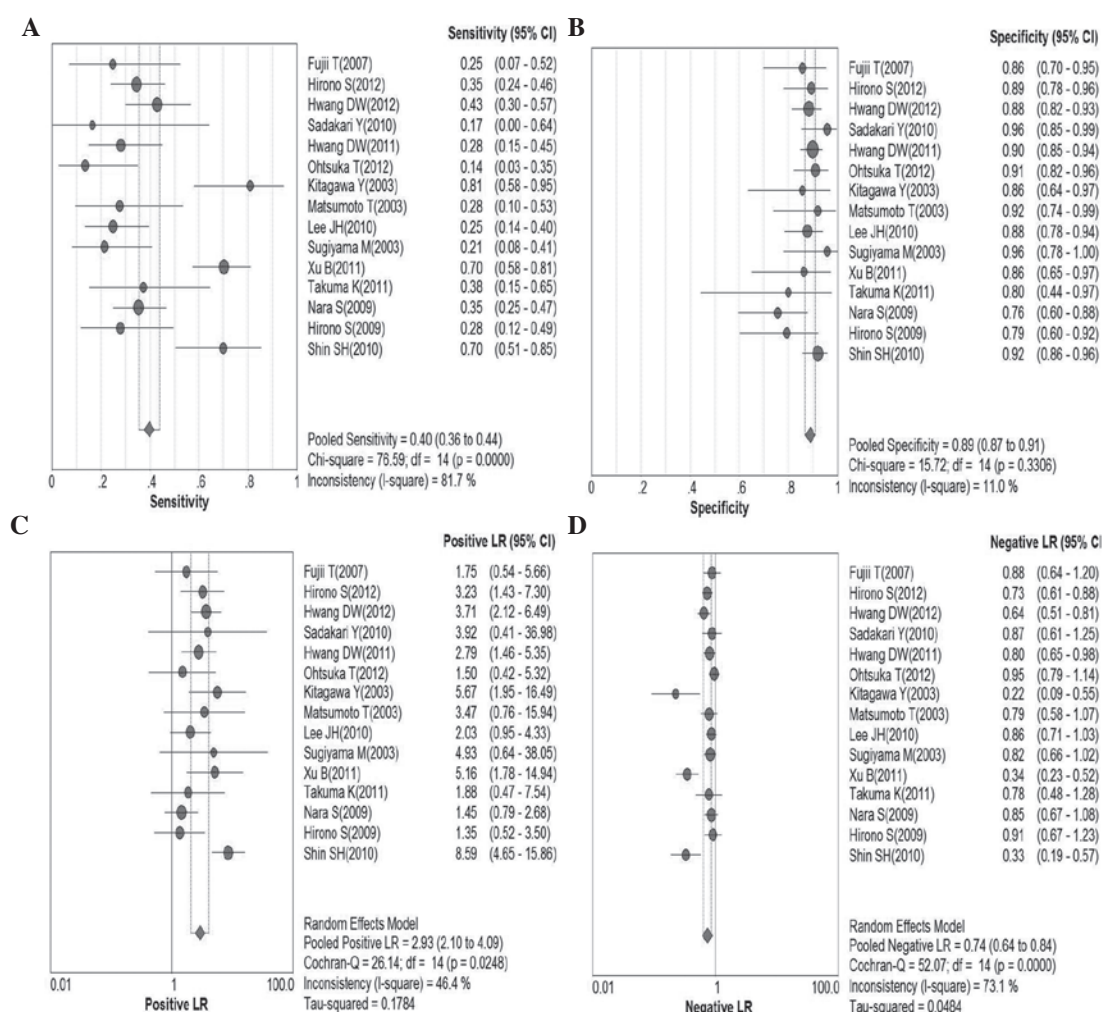 A
Sensitivity (95% CI)
Fujii T(2007) 0.25 (0.07 - 0.52)
Hirono S(2012) 0.35 (0.24 - 0.46)
Hwang DW(2012) 0.43 (0.30 - 0.57)
Sadakari Y(2010) 0.17 (0.00 - 0.64)
Hwang DW(2011) 0.28 (0.15 - 0.45)
Ohtsuka T(2012) 0.14 (0.03 - 0.35)
Kitagawa Y(2003) 0.81 (0.58 - 0.95)
Matsumoto T(2003) 0.28 (0.10 - 0.53)
Lee JH(2010) 0.25 (0.14 - 0.40)
Sugiyama M(2003) 0.21 (0.08 - 0.41)
Xu B(2011) 0.70 (0.58 - 0.81)
Takuma K(2011) 0.38 (0.15 - 0.65)
Nara S(2009) 0.35 (0.25 - 0.47)
Hirono S(2009) 0.28 (0.12 - 0.49)
Shin SH(2010) 0.70 (0.51 - 0.85)
Pooled Sensitivity = 0.40 (0.36 to 0.44)
Chi-square = 76.59; df = 14 (p = 0.0000)
Inconsistency (I-square) = 81.7 %
0 .2 .4 .6 .8 1
Sensitivity
B
Specificity (95% CI)
Fujii T(2007) 0.86 (0.70 - 0.95)
Hirono S(2012) 0.89 (0.78 - 0.96)
Hwang DW(2012) 0.88 (0.82 - 0.93)
Sadakari Y(2010) 0.96 (0.85 - 0.99)
Hwang DW(2011) 0.90 (0.85 - 0.94)
Ohtsuka T(2012) 0.91 (0.82 - 0.96)
Kitagawa Y(2003) 0.86 (0.64 - 0.97)
Matsumoto T(2003) 0.92 (0.74 - 0.99)
Lee JH(2010) 0.88 (0.78 - 0.94)
Sugiyama M(2003) 0.96 (0.78 - 1.00)
Xu B(2011) 0.86 (0.65 - 0.97)
Takuma K(2011) 0.80 (0.44 - 0.97)
Nara S(2009) 0.76 (0.60 - 0.88)
Hirono S(2009) 0.79 (0.60 - 0.92)
Shin SH(2010) 0.92 (0.86 - 0.96)
Pooled Specificity = 0.89 (0.87 to 0.91)
Chi-square = 15.72; df = 14 (p = 0.3306)
Inconsistency (I-square) = 11.0 %
0 .2 .4 .6 .8 1
Specificity
C
Positive LR (95% CI)
Fujii T(2007) 1.75 (0.54 - 5.66)
Hirono S(2012) 3.23 (1.43 - 7.30)
Hwang DW(2012) 3.71 (2.12 - 6.49)
Sadakari Y(2010) 3.92 (0.41 - 36.98)
Hwang DW(2011) 2.79 (1.46 - 5.35)
Ohtsuka T(2012) 1.50 (0.42 - 5.32)
Kitagawa Y(2003) 5.67 (1.95 - 16.49)
Matsumoto T(2003) 3.47 (0.76 - 15.94)
Lee JH(2010) 2.03 (0.95 - 4.33)
Sugiyama M(2003) 4.93 (0.64 - 38.05)
Xu B(2011) 5.16 (1.78 - 14.94)
Takuma K(2011) 1.88 (0.47 - 7.54)
Nara S(2009) 1.45 (0.79 - 2.68)
Hirono S(2009) 1.35 (0.52 - 3.50)
Shin SH(2010) 8.59 (4.65 - 15.86)
Random Effects Model
Pooled Positive LR = 2.93 (2.10 to 4.09)
Cochran-Q = 26.14; df = 14 (p = 0.0248)
Inconsistency (I-square) = 46.4 %
Tau-squared = 0.1784
0.01 1 100.0
Positive LR
D
Negative LR (95% CI
Fujii T(2007) 0.88 (0.64 - 1.20)
Hirono S(2012) 0.73 (0.61 - 0.88)
Hwang DW(2012) 0.64 (0.51 - 0.81)
Sadakari Y(2010) 0.87 (0.61 - 1.25)
Hwang DW(2011) 0.80 (0.65 - 0.98)
Ohtsuka T(2012) 0.95 (0.79 - 1.14)
Kitagawa Y(2003) 0.22 (0.09 - 0.55)
Matsumoto T(2003) 0.79 (0.58 - 1.07)
Lee JH(2010) 0.86 (0.71 - 1.03)
Sugiyama M(2003) 0.82 (0.66 - 1.02)
Xu B(2011) 0.34 (0.23 - 0.52)
Takuma K(2011) 0.78 (0.48 - 1.28)
Nara S(2009) 0.85 (0.67 - 1.08)
Hirono S(2009) 0.91 (0.67 - 1.23)
Shin SH(2010) 0.33 (0.19 - 0.57)
Random Effects Model
Pooled Negative LR = 0.74 (0.64 to 0.84)
Cochran-Q = 52.07; df = 14 (p = 0.0000)
Inconsistency (I-square) = 73.1 %
Tau-squared = 0.0484
0.01 1 100.0
Negative LR